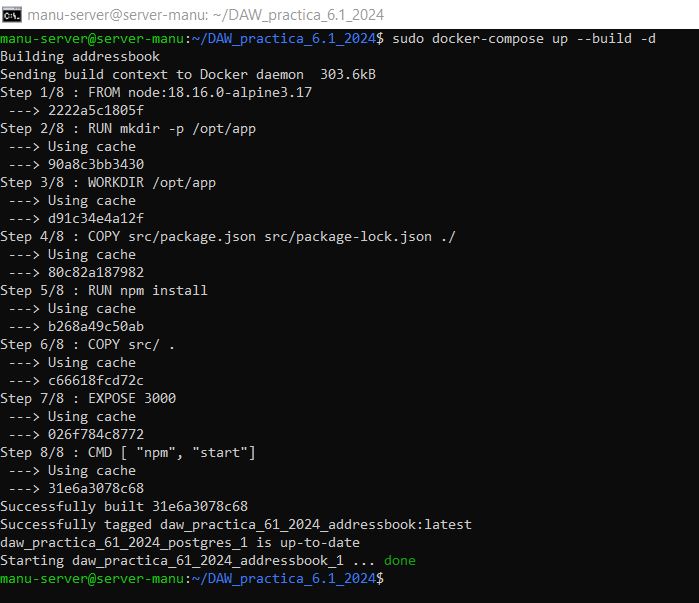 manu-server@server-manu: ~/DAW_practica_6.1_2024
manu-server@server-manu:~/DAW_practica_6.1_2024$ sudo docker-compose up --build -d
Building addressbook
Sending build context to Docker daemon  303.6kB
Step 1/8 : FROM node:18.16.0-alpine3.17
 ---> 2222a5c1805f
Step 2/8 : RUN mkdir -p /opt/app
 ---> Using cache
 ---> 90a8c3bb3430
Step 3/8 : WORKDIR /opt/app
 ---> Using cache
 ---> d91c34e4a12f
Step 4/8 : COPY src/package.json src/package-lock.json ./
 ---> Using cache
 ---> 80c82a187982
Step 5/8 : RUN npm install
 ---> Using cache
 ---> b268a49c50ab
Step 6/8 : COPY src/ .
 ---> Using cache
 ---> c66618fcd72c
Step 7/8 : EXPOSE 3000
 ---> Using cache
 ---> 026f784c8772
Step 8/8 : CMD [ "npm", "start"]
 ---> Using cache
 ---> 31e6a3078c68
Successfully built 31e6a3078c68
Successfully tagged daw_practica_61_2024_addressbook:latest
daw_practica_61_2024_postgres_1 is up-to-date
Starting daw_practica_61_2024_addressbook_1 ... done
manu-server@server-manu:~/DAW_practica_6.1_2024$